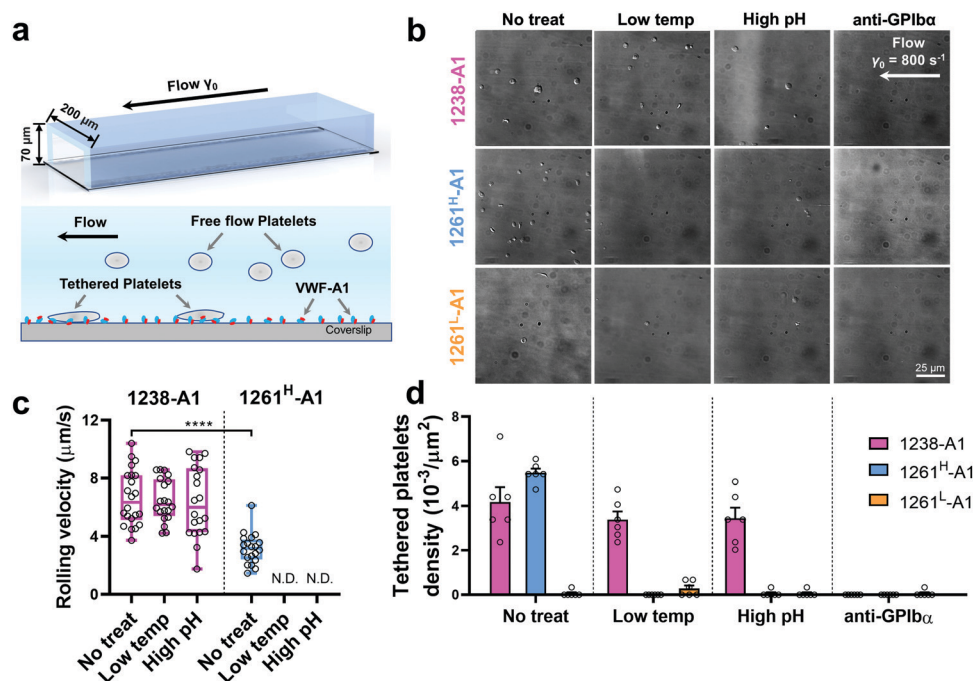 a
Flow γ₀
200 μm
70 μm
Flow
Free flow Platelets
Tethered Platelets
VWF-A1
Coverslip
b
No treat Low temp High pH anti-GPIbα
1238-A1
Flow
γ₀ = 800 s⁻¹
1261ᴴ-A1
1261ᴸ-A1
25 μm
c
1238-A1 1261ᴴ-A1
****
Rolling velocity (μm/s)
12
8
4
0
N.D. N.D.
No treat
Low temp
High pH
No treat
Low temp
High pH
d
Tethered platelets
density (10⁻³/μm²)
8
6
4
2
0
1238-A1
1261ᴴ-A1
1261ᴸ-A1
No treat Low temp High pH anti-GPIbα